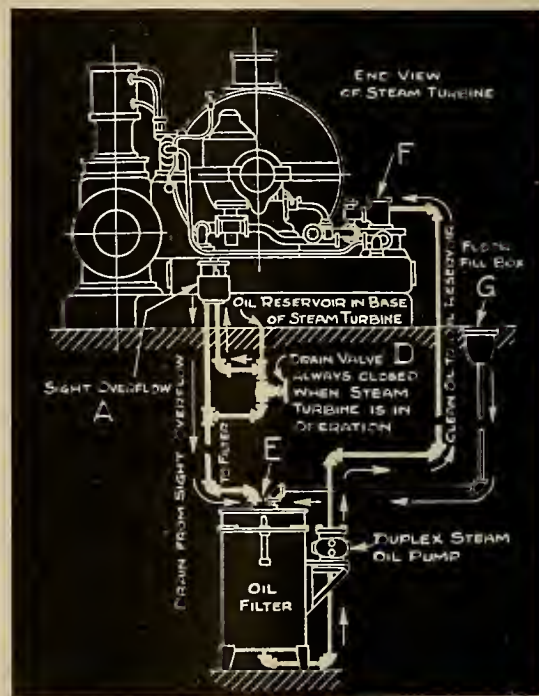 END VIEW
OF STEAM TURBINE
F
FLOOR
FILL BOX
G
OIL RESERVOIR IN BASE
OF STEAM TURBINE
CLEAN OIL TO OIL RESERVOIR
SIGHT OVERFLOW
A
DRAIN VALVE D
ALWAYS CLOSED
WHEN STEAM
TURBINE IS IN
OPERATION
DRAIN FROM SIGHT OVERFLOW
TO FILTER
E
DUPLEX STEAM
OIL PUMP
OIL
FILTER